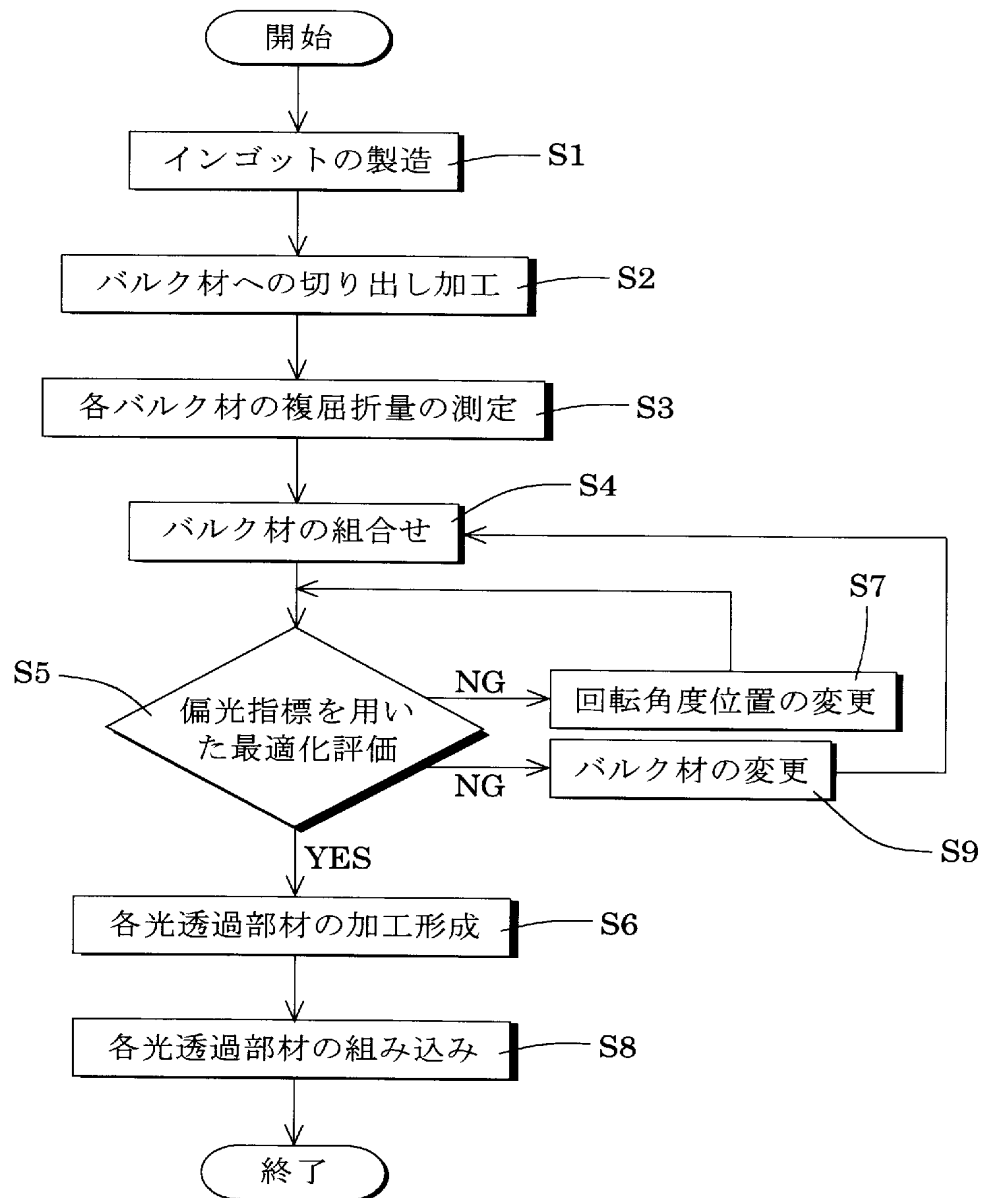 開始
インゴットの製造
S1
バルク材への切り出し加工
S2
各バルク材の複屈折量の測定
S3
バルク材の組合せ
S4
S5
偏光指標を用い
た最適化評価
NG
回転角度位置の変更
S7
NG
バルク材の変更
S9
YES
各光透過部材の加工形成
S6
各光透過部材の組み込み
S8
終了